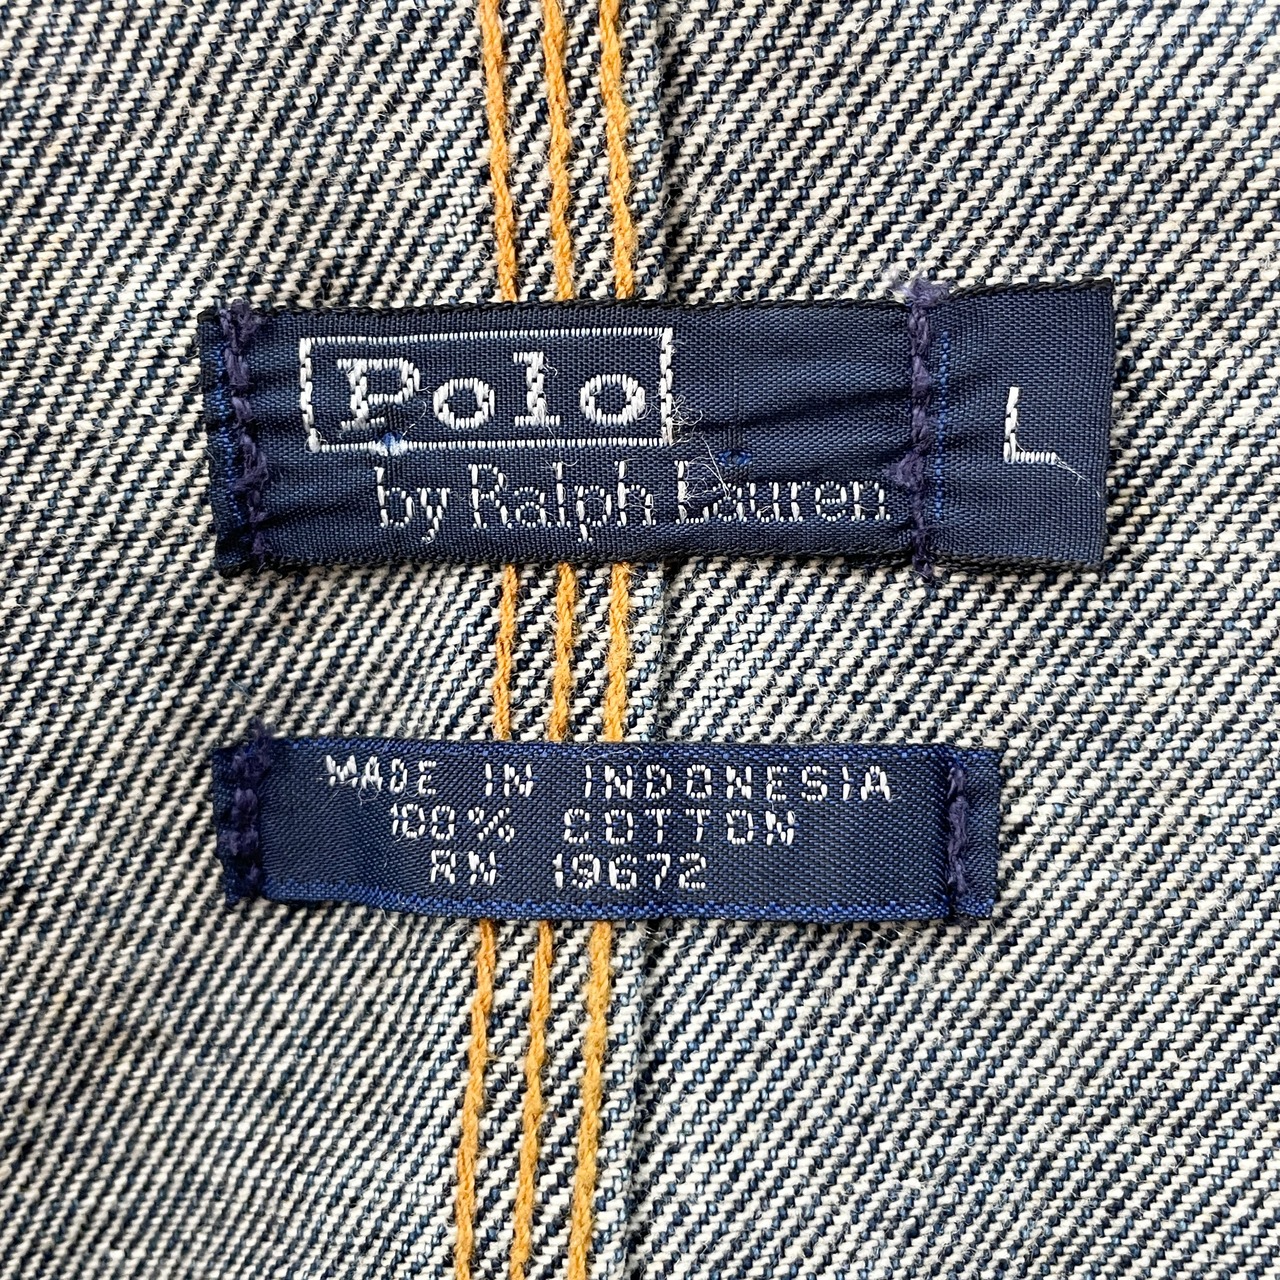 Polo
by Ralph Lauren
L
MADE IN INDONESIA
100% COTTON
RN 19672